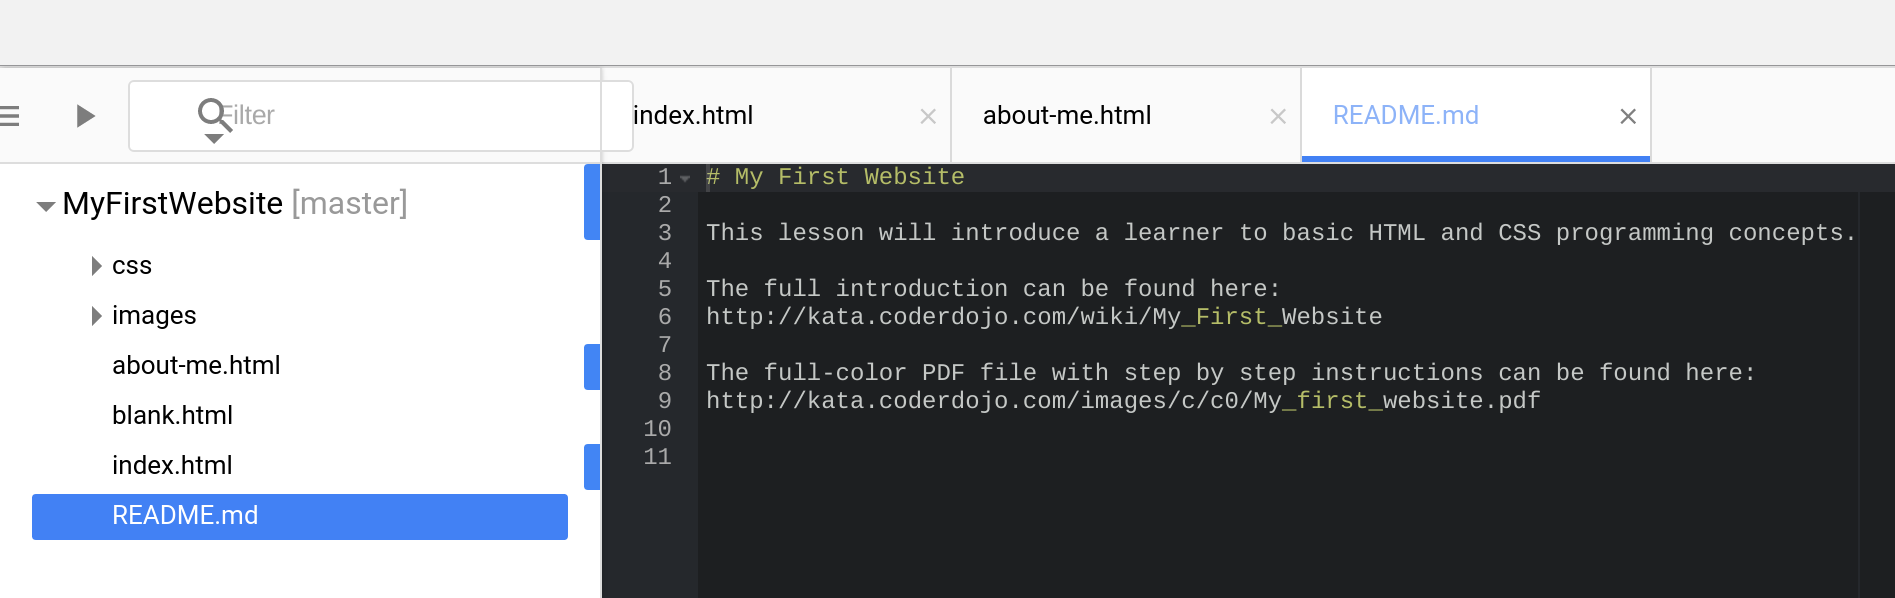 Filter
index.html
about-me.html
README.md
MyFirstWebsite [master]
css
images
about-me.html
blank.html
index.html
README.md
1 # My First Website
2
3 This lesson will introduce a learner to basic HTML and CSS programming concepts.
4
5 The full introduction can be found here:
6 http://kata.coderdojo.com/wiki/My_First_Website
7
8 The full-color PDF file with step by step instructions can be found here:
9 http://kata.coderdojo.com/images/c/c0/My_first_website.pdf
10
11